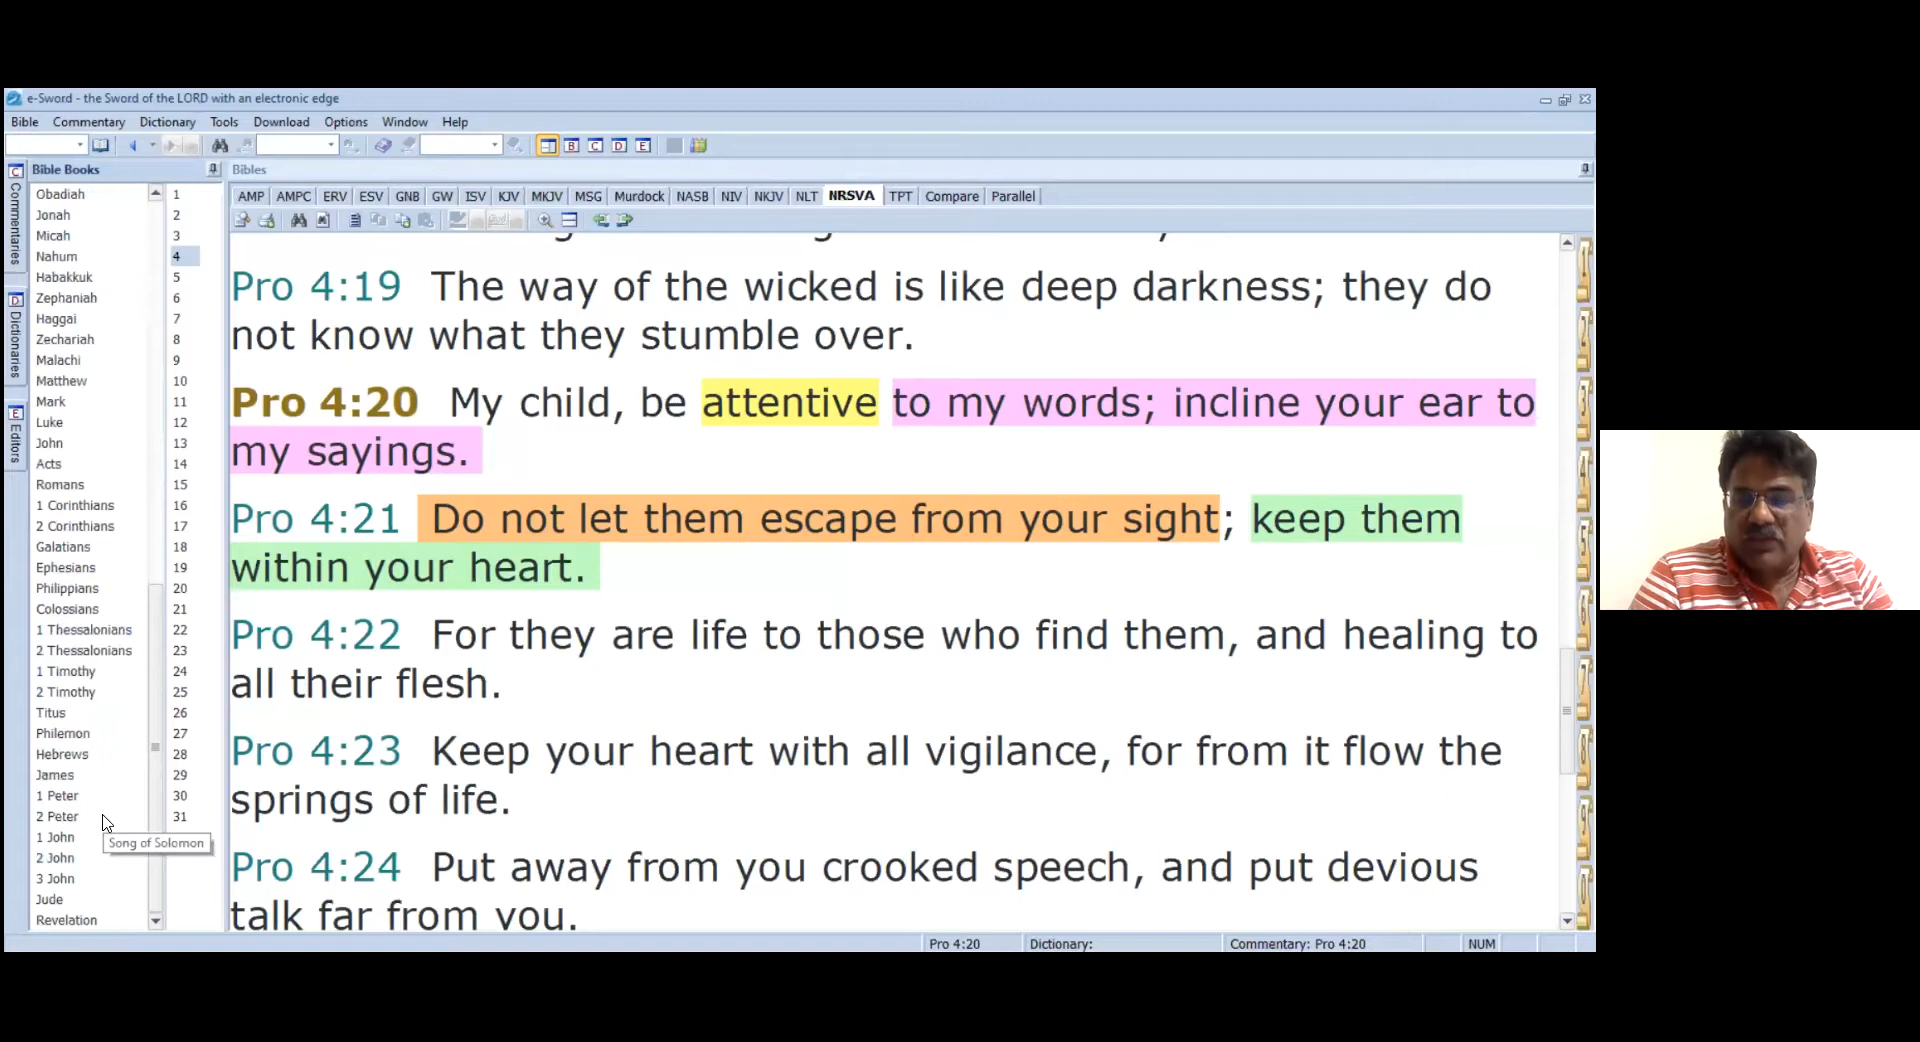 e-Sword - the Sword of the LORD with an electronic edge
Bible Commentary Dictionary Tools Download Options Window Help
B C D E
Bible Books
Bibles
C Commentaries
D Dictionaries
E Editors
AMP AMPC ERV ESV GNB GW ISV KJV MKJV MSG Murdock NASB NIV NKJV NLT NRSVA TPT Compare Parallel
Obadiah
Jonah
Micah
Nahum
Habakkuk
Zephaniah
Haggai
Zechariah
Malachi
Matthew
Mark
Luke
John
Acts
Romans
1 Corinthians
2 Corinthians
Galatians
Ephesians
Philippians
Colossians
1 Thessalonians
2 Thessalonians
1 Timothy
2 Timothy
Titus
Philemon
Hebrews
James
1 Peter
2 Peter
1 John
2 John
3 John
Jude
Revelation
1
2
3
4
5
6
7
8
9
10
11
12
13
14
15
16
17
18
19
20
21
22
23
24
25
26
27
28
29
30
31
Song of Solomon
Pro 4:19 The way of the wicked is like deep darkness; they do
not know what they stumble over.
Pro 4:20 My child, be attentive to my words; incline your ear to
my sayings.
Pro 4:21 Do not let them escape from your sight; keep them
within your heart.
Pro 4:22 For they are life to those who find them, and healing to
all their flesh.
Pro 4:23 Keep your heart with all vigilance, for from it flow the
springs of life.
Pro 4:24 Put away from you crooked speech, and put devious
talk far from you.
1
2
3
4
5
6
7
8
9
0
Pro 4:20 Dictionary: Commentary: Pro 4:20 NUM